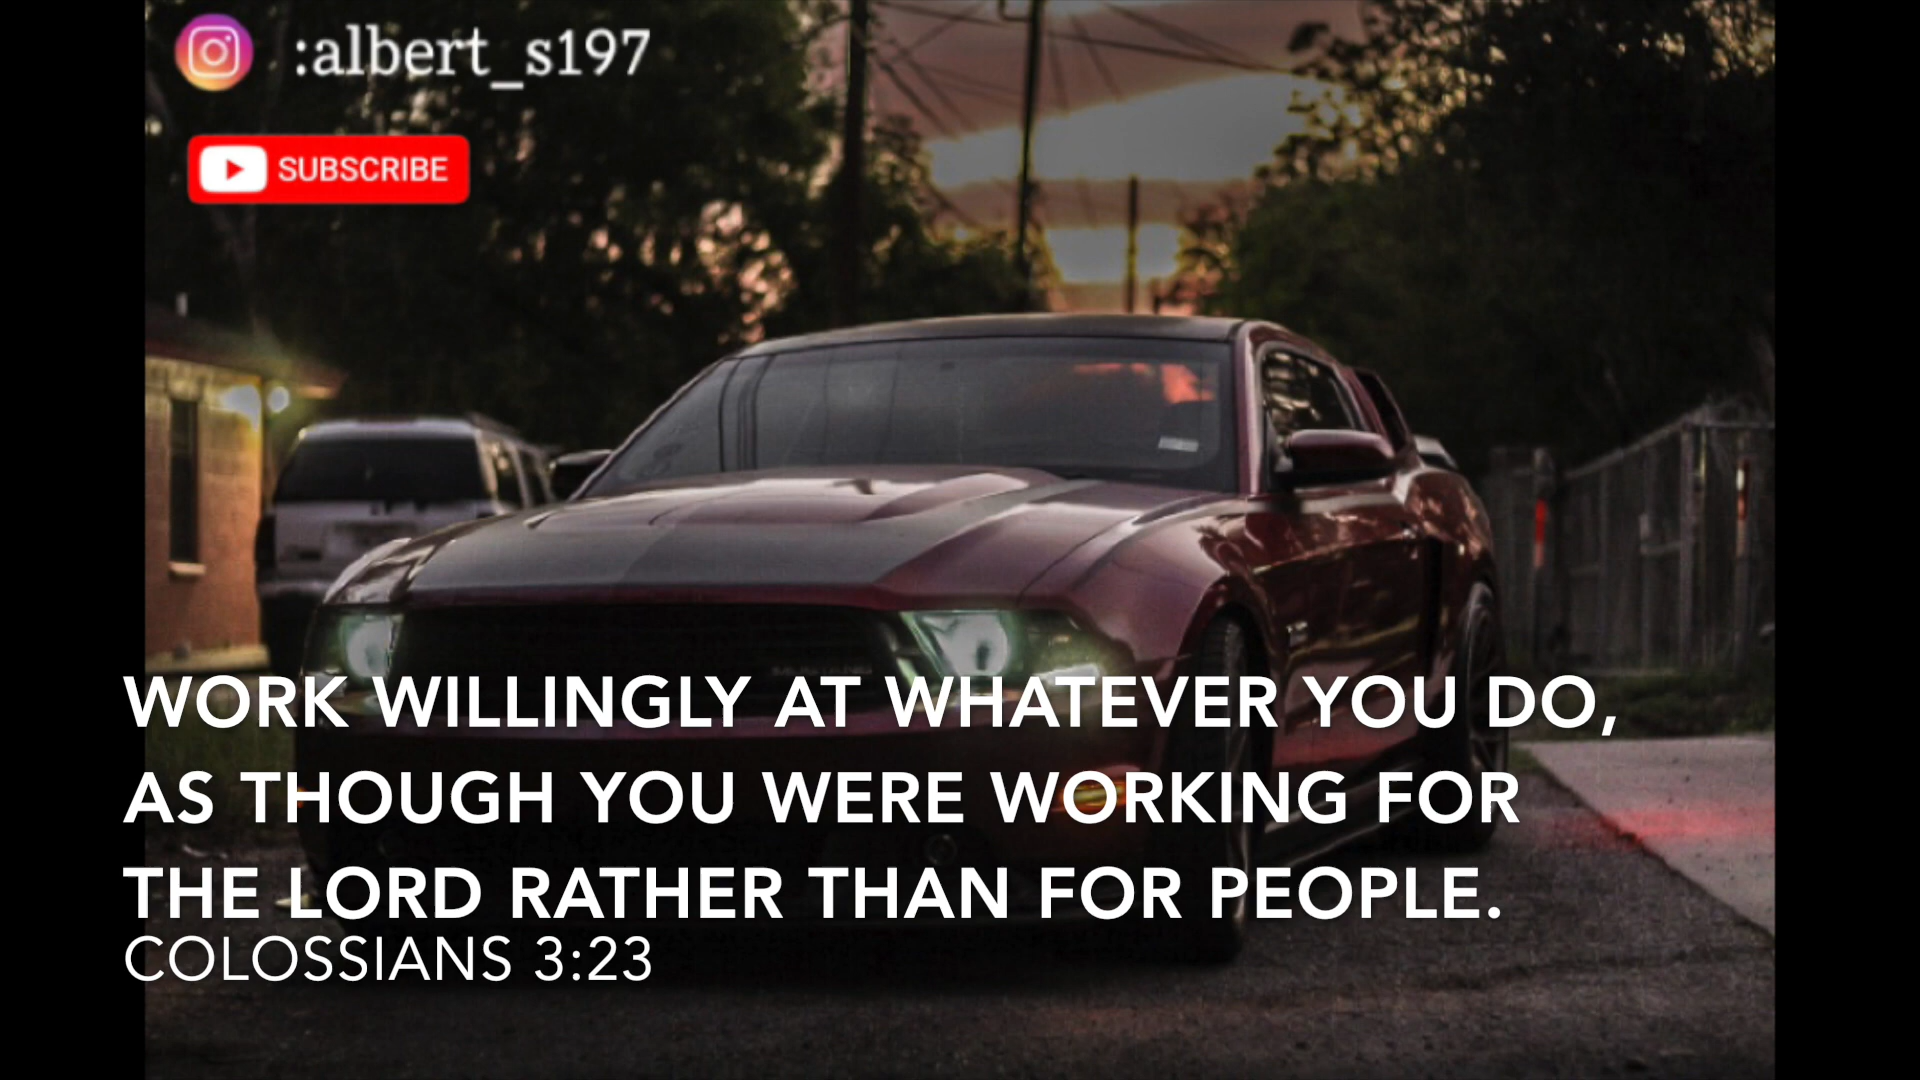 :albert_s197
SUBSCRIBE
WORK WILLINGLY AT WHATEVER YOU DO,
AS THOUGH YOU WERE WORKING FOR
THE LORD RATHER THAN FOR PEOPLE.
COLOSSIANS 3:23